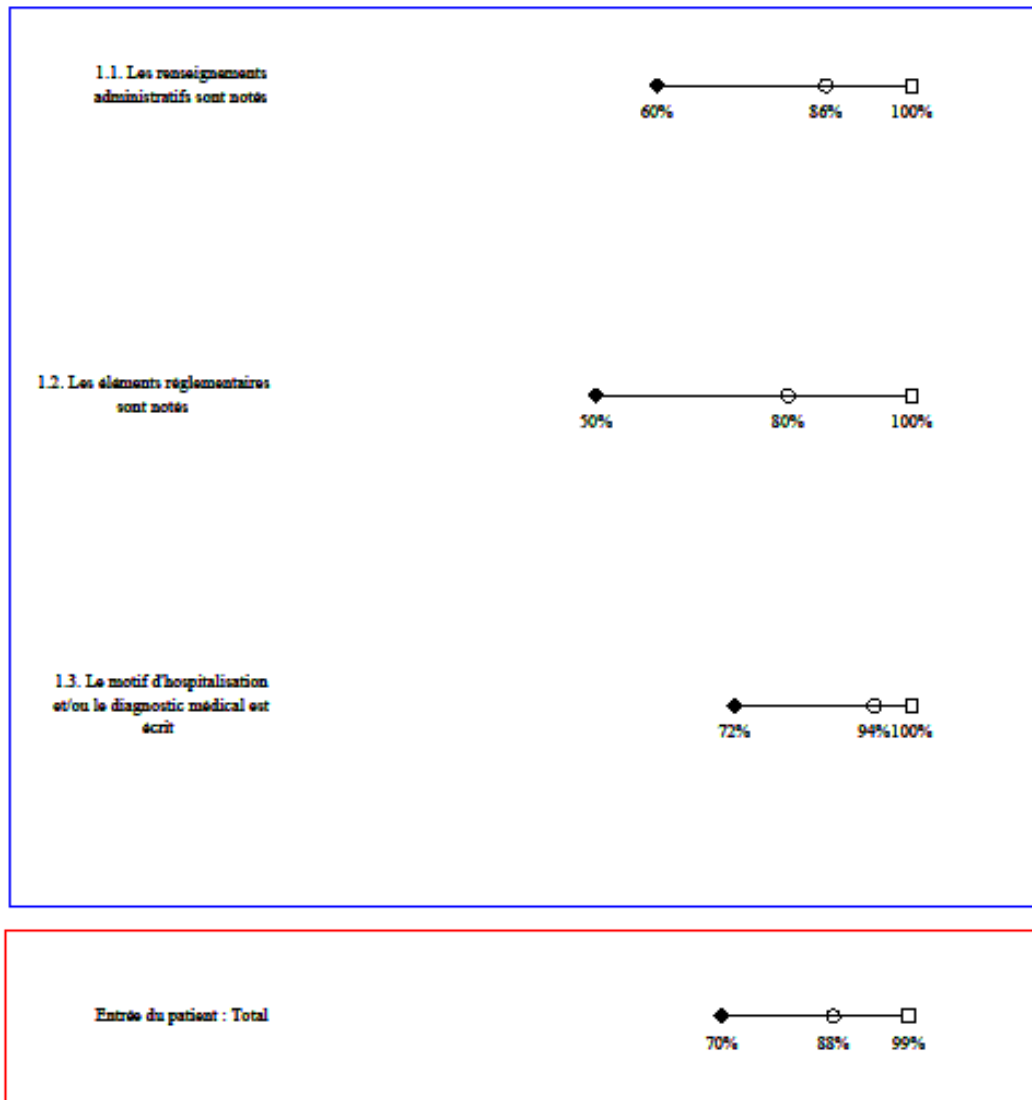 1.1. Les renseignements
administratifs sont notés
60% 86% 100%
1.2. Les éléments réglementaires
sont notés
50% 80% 100%
1.3. Le motif d'hospitalisation
et/ou le diagnostic médical est
écrit
72% 94% 100%
Entrée du patient : Total
70% 88% 99%